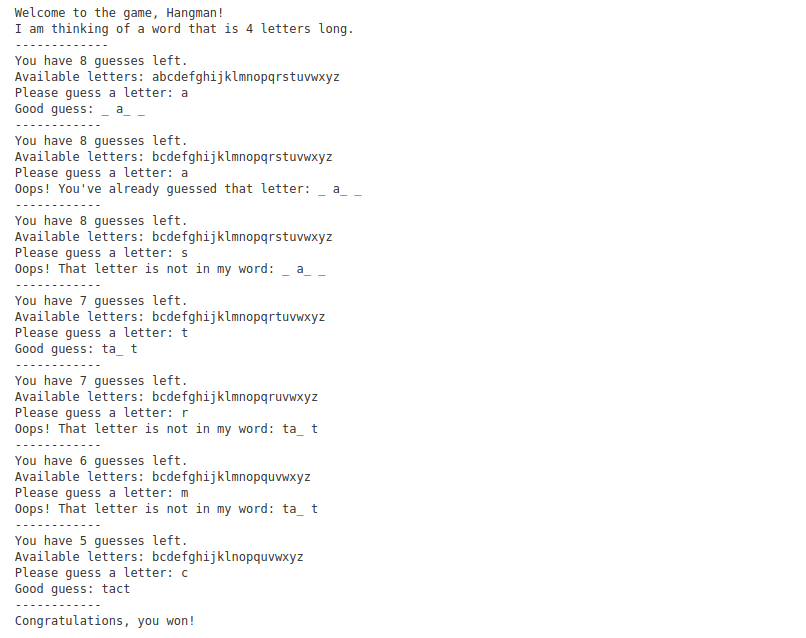 Welcome to the game, Hangman!
I am thinking of a word that is 4 letters long.
-------------
You have 8 guesses left.
Available letters: abcdefghijklmnopqrstuvwxyz
Please guess a letter: a
Good guess: _ a_ _
------------
You have 8 guesses left.
Available letters: bcdefghijklmnopqrstuvwxyz
Please guess a letter: a
Oops! You've already guessed that letter: _ a_ _
------------
You have 8 guesses left.
Available letters: bcdefghijklmnopqrstuvwxyz
Please guess a letter: s
Oops! That letter is not in my word: _ a_ _
------------
You have 7 guesses left.
Available letters: bcdefghijklmnopqrtuvwxyz
Please guess a letter: t
Good guess: ta_ t
------------
You have 7 guesses left.
Available letters: bcdefghijklmnopqruvwxyz
Please guess a letter: r
Oops! That letter is not in my word: ta_ t
------------
You have 6 guesses left.
Available letters: bcdefghijklmnopquvwxyz
Please guess a letter: m
Oops! That letter is not in my word: ta_ t
------------
You have 5 guesses left.
Available letters: bcdefghijklnopquvwxyz
Please guess a letter: c
Good guess: tact
------------
Congratulations, you won!